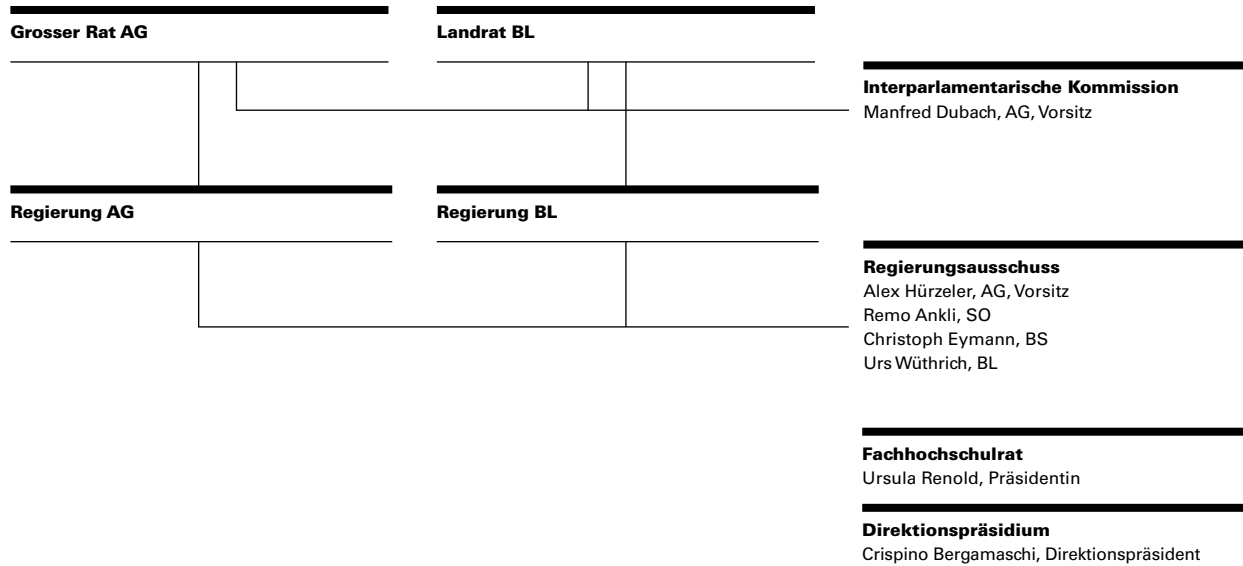 Grosser Rat AG
Landrat BL
Interparlamentarische Kommission
Manfred Dubach, AG, Vorsitz
Regierung AG
Regierung BL
Regierungsausschuss
Alex Hürzeler, AG, Vorsitz
Remo Ankli, SO
Christoph Eymann, BS
Urs Wüthrich, BL
Fachhochschulrat
Ursula Renold, Präsidentin
Direktionspräsidium
Crispino Bergamaschi, Direktionspräsident